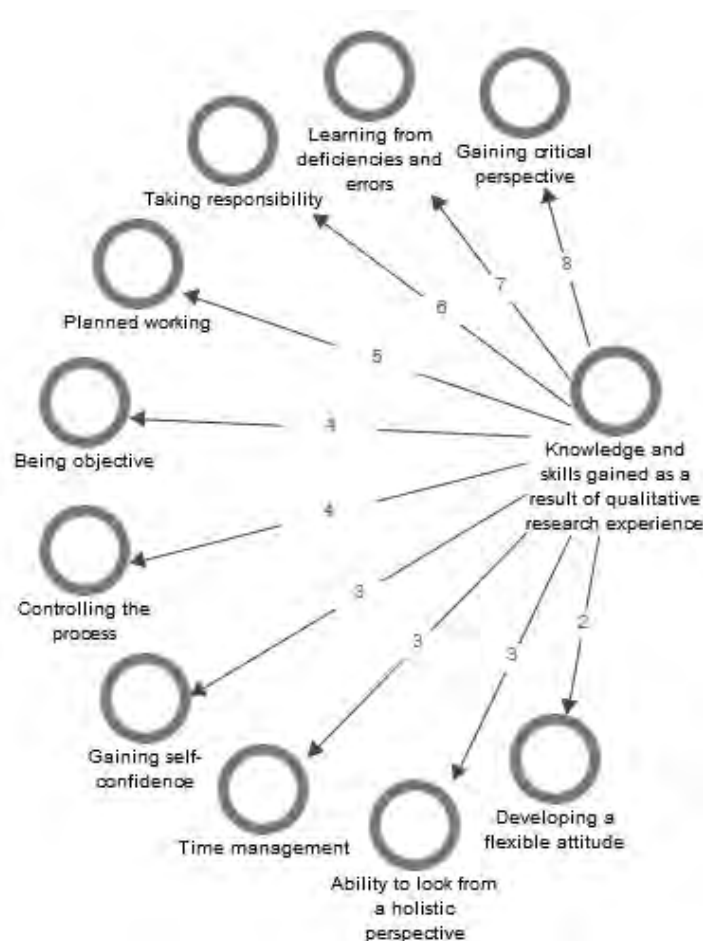 Learning from
deficiencies and
errors
Gaining critical
perspective
Taking responsibility
8
7
6
Planned working
5
4
Being objective
Knowledge and
skills gained as a
result of qualitative
research experience
4
Controlling the
process
3
3
3
2
Gaining self-
confidence
Time management
Ability to look from
a holistic
perspective
Developing a
flexible attitude